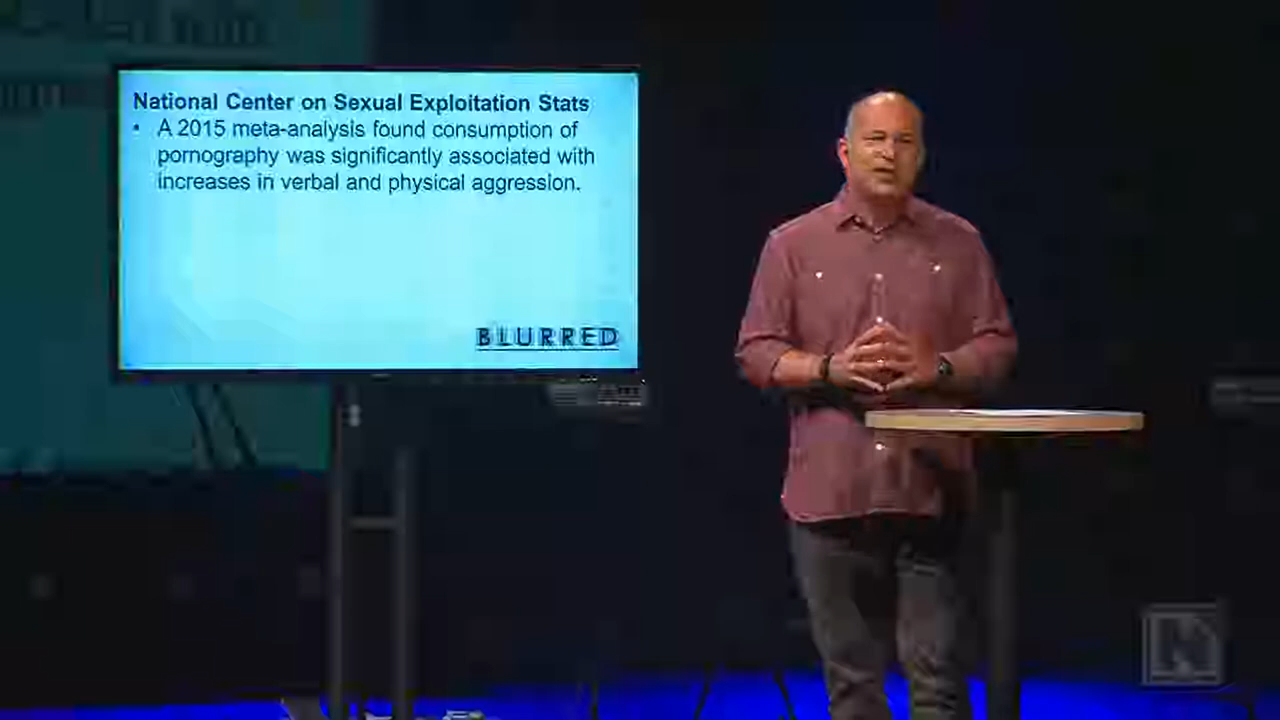 National Center on Sexual Exploitation Stats
• A 2015 meta-analysis found consumption of
pornography was significantly associated with
increases in verbal and physical aggression.
BLURRED